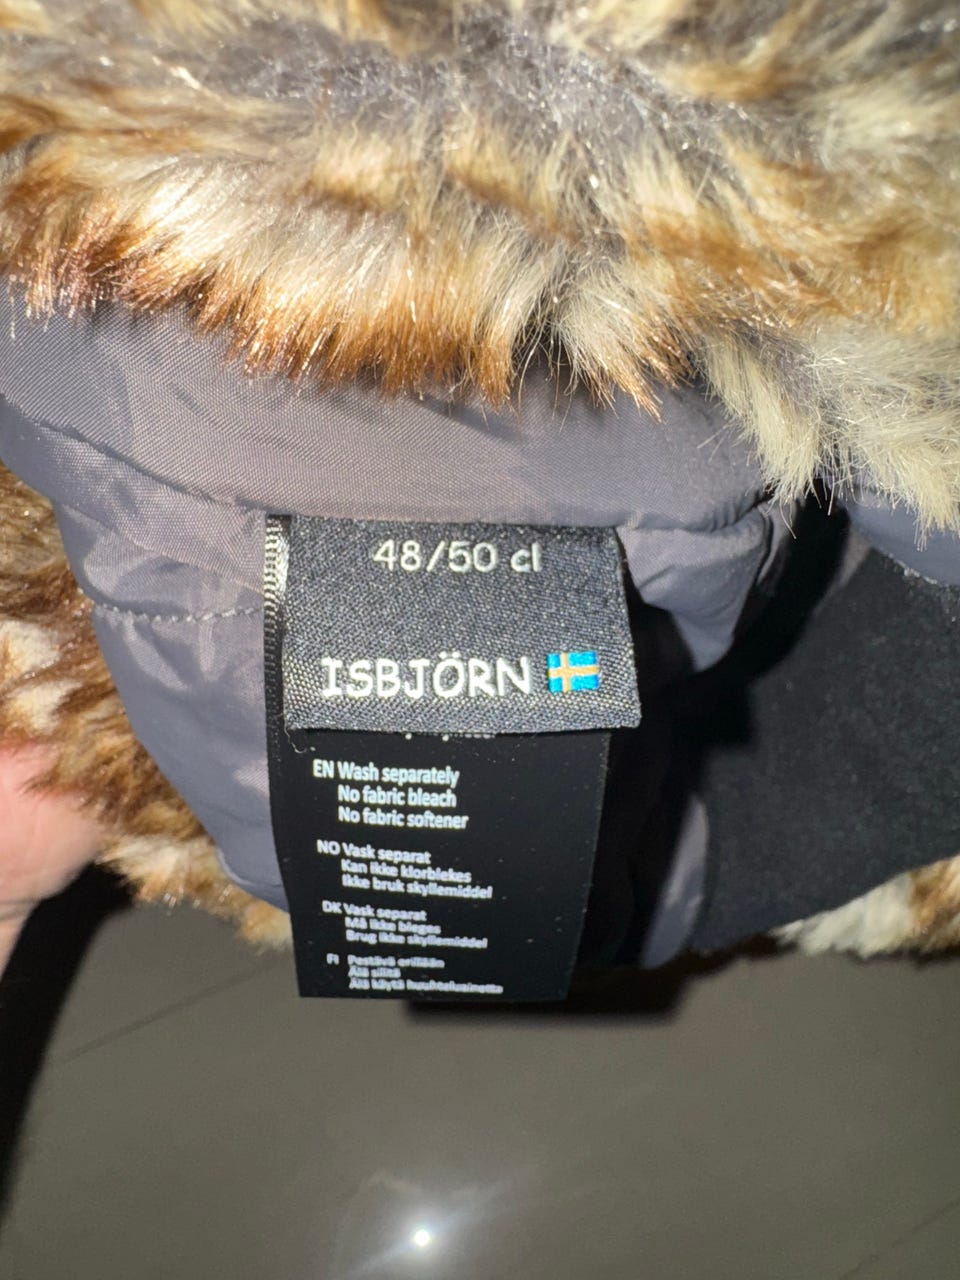 48/50 cl
ISBJÖRN
EN Wash separately
No fabric bleach
No fabric softener
NO Vask separat
Kan ikke klorblekes
Ikke bruk skyllemiddel
DK Vask separat
Må ikke bleges
Brug ikke skyllemiddel
FI Pestävä erillään
Älä silitä
Älä käytä huuhteluainetta